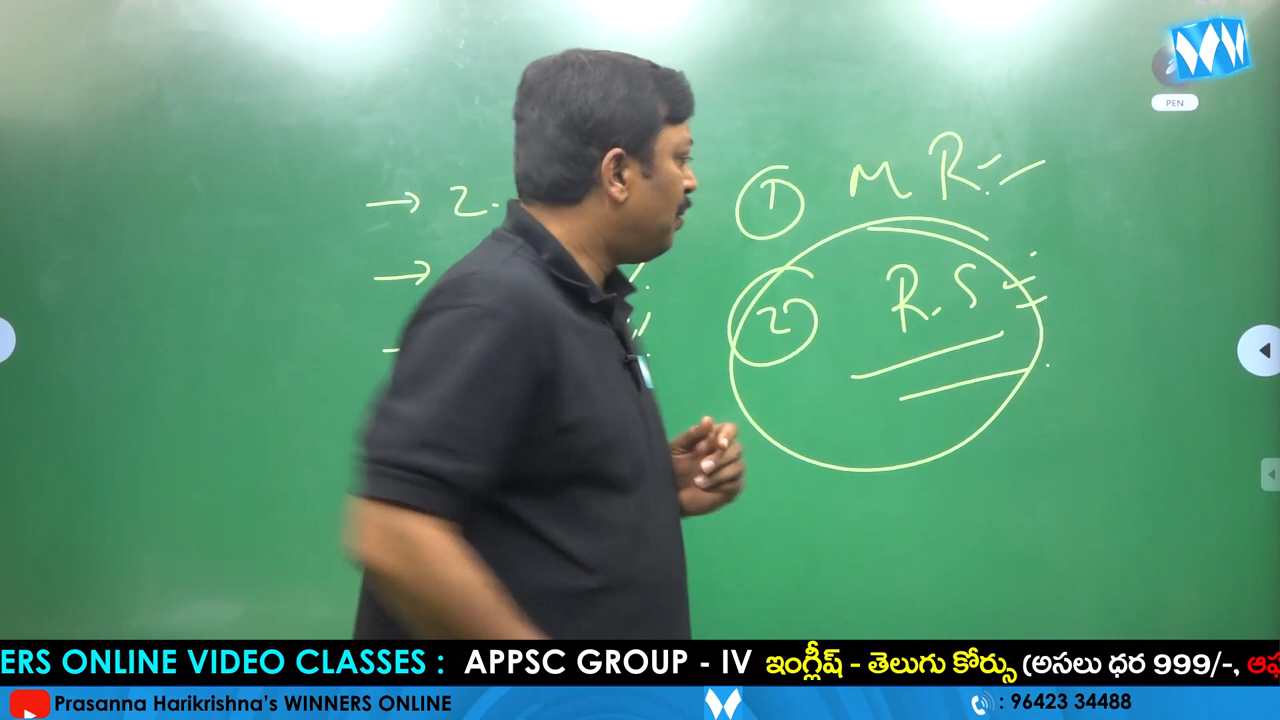 PEN
→ 2.
① M R.
② R.S
ERS ONLINE VIDEO CLASSES : APPSC GROUP - IV ఇంగ్లీష్ - తెలుగు కోర్సు (అసలు ధర 999/-, ఆఫ
Prasanna Harikrishna's WINNERS ONLINE : 96423 34488